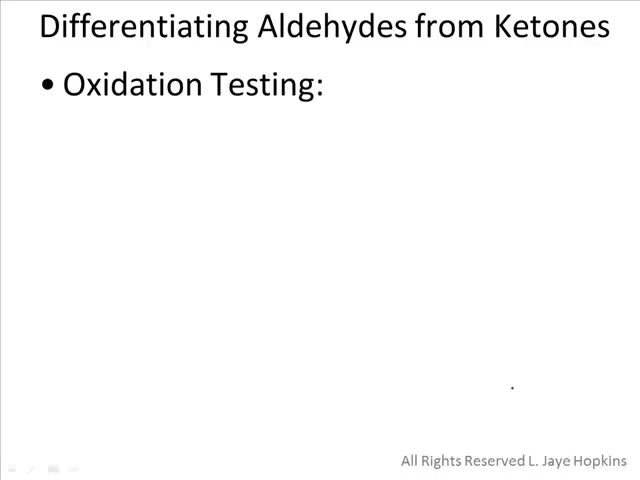 Differentiating Aldehydes from Ketones
• Oxidation Testing:
All Rights Reserved L. Jaye Hopkins